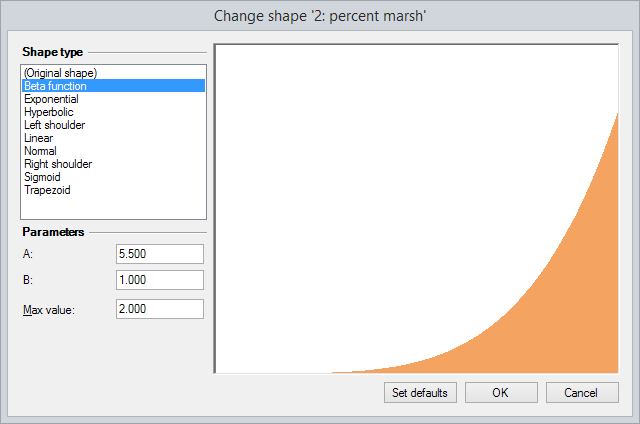 Change shape '2: percent marsh'
Shape type
(Original shape)
Beta function
Exponential
Hyperbolic
Left shoulder
Linear
Normal
Right shoulder
Sigmoid
Trapezoid
Parameters
A: 5.500
B: 1.000
Max value: 2.000
Set defaults OK Cancel